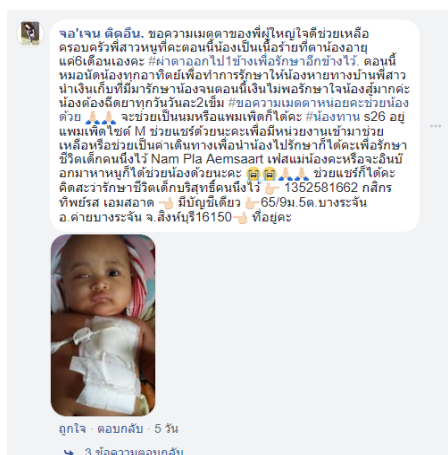 จอ'เจน ติดอึน. ขอความเมตตาของพี่ผู้ใหญ่ใจดีช่วยเหลือ
ครอบครัวพี่สาวหนูที่คะตอนนี้น้องเป็นเนื้อร้ายที่ตาน้องอายุ
แค่6เดือนเองคะ #ผ่าตาออกไป1ข้างเพื่อรักษาอีกข้างไว้. ตอนนี้
หมอนัดน้องทุกอาทิตย์เพื่อทำการรักษาให้น้องหายทางบ้านพี่สาว
นำเงินเก็บที่มีมารักษาน้องจนตอนนี้เงินไม่พอรักษาใจน้องสู้มากค่ะ
น้องต้องฉีดยาทุกวันวันละ2เข็ม #ขอความเมตาหน่อยคะช่วยน้อง
ด้วย 🙏🙏 จะช่วยเป็นนมหรือแพมเพิดก็ได้คะ #น้องทาน s26 อยู่
แพมเพิดไซด์ M ช่วยแชร์ด้วยนะคะเพื่อมีหน่วยงานเข้ามาช่วย
เหลือหรือช่วยเป็นค่าเดินทางเพื่อนำน้องไปรักษาก็ได้คะเพื่อรักษา
ชีวิตเด็กคนนึงไว้ Nam Pla Aemsaart เฟสแม่น้องคะหรือจะอินบ๊
อกมาหาหนูก็ได้ช่วยน้องด้วยนะคะ 😭😭🙏🙏 ช่วยแชร์ก็ได้คะ
คิดสะว่ารักษาชีวิตเด็กบริสุทธิ์คนนึงไว้ 👉 1352581662 กสิกร
ทิพย์รส เอมสอาด 👈 มีบัญชีเดียว 👉65/9ม.5ต.บางระจัน
อ.ค่ายบางระจัน จ.สิงห์บุรี16150👈 ที่อยู่คะ
ถูกใจ · ตอบกลับ · 5 วัน
3 ข้อความตอบกลับ